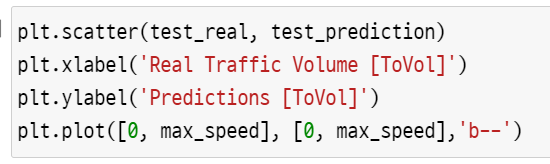 plt.scatter(test_real, test_prediction)
plt.xlabel('Real Traffic Volume [ToVol]')
plt.ylabel('Predictions [ToVol]')
plt.plot([0, max_speed], [0, max_speed],'b--')